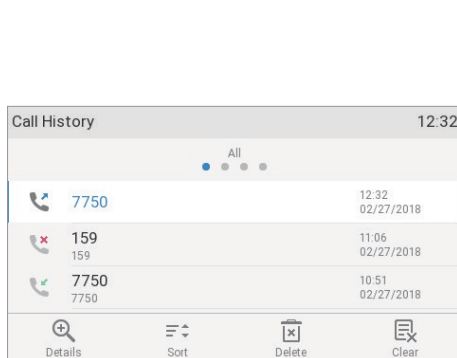 Call History 12:32
All
7750 12:32
02/27/2018
159 11:06
159 02/27/2018
7750 10:51
7750 02/27/2018
Details Sort Delete Clear